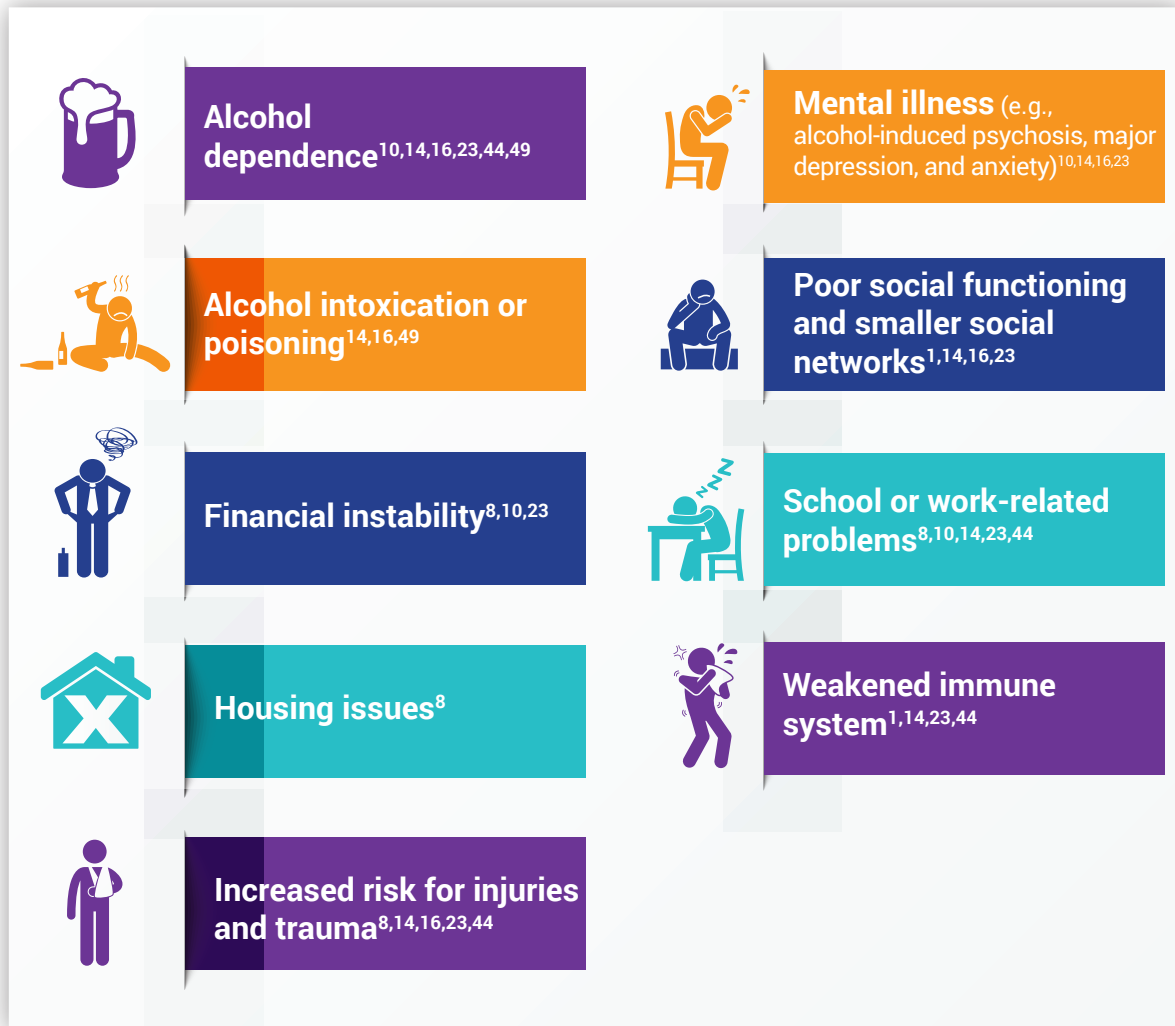 Alcohol
dependence10,14,16,23,44,49
Alcohol intoxication or
poisoning14,16,49
Financial instability8,10,23
Housing issues8
Increased risk for injuries
and trauma8,14,16,23,44
Mental illness (e.g.,
alcohol-induced psychosis, major
depression, and anxiety)10,14,16,23
Poor social functioning
and smaller social
networks1,14,16,23
School or work-related
problems8,10,14,23,44
Weakened immune
system1,14,23,44
X
zzzz